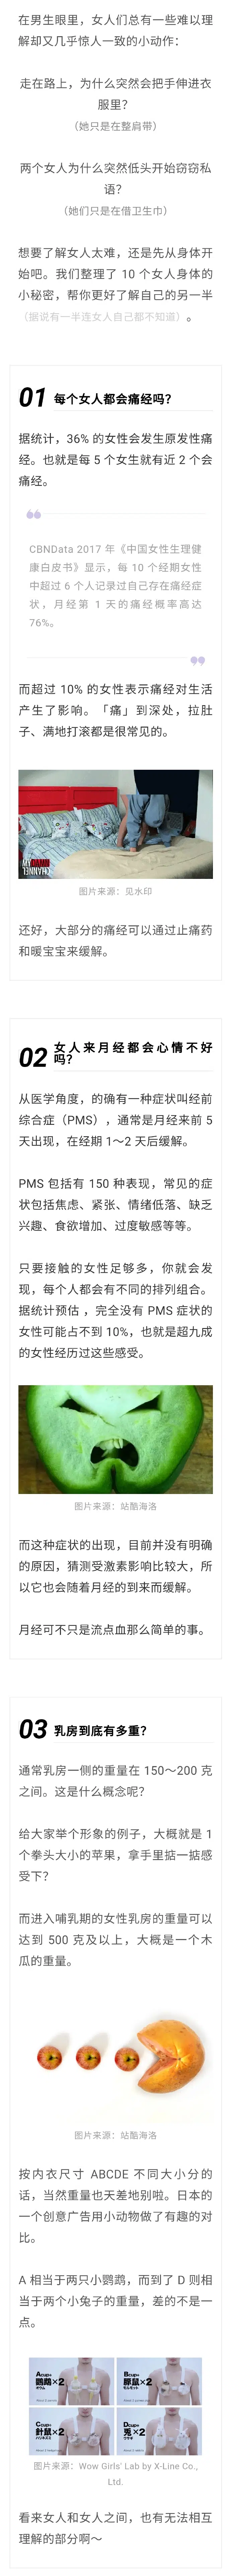 在男生眼里，女人们总有一些难以理
解却又几乎惊人一致的小动作：
走在路上，为什么突然会把手伸进衣
服里？
（她只是在整肩带）
两个女人为什么突然低头开始窃窃私
语？
（她们只是在借卫生巾）
想要了解女人太难，还是先从身体开
始吧。我们整理了 10 个女人身体的
小秘密，帮你更好了解自己的另一半
（据说有一半连女人自己都不知道）。
01 每个女人都会痛经吗？
据统计，36% 的女性会发生原发性痛
经。也就是每 5 个女生就有近 2 个会
痛经。
CBNData 2017 年《中国女性生理健
康白皮书》显示，每 10 个经期女性
中超过 6 个人记录过自己存在痛经症
状，月经第 1 天的痛经概率高达
76%。
而超过 10% 的女性表示痛经对生活
产生了影响。「痛」到深处，拉肚
子、满地打滚都是很常见的。
图片来源：见水印
还好，大部分的痛经可以通过止痛药
和暖宝宝来缓解。
02 女人来月经都会心情不好
吗？
从医学角度，的确有一种症状叫经前
综合症（PMS），通常是月经来前 5
天出现，在经期 1～2 天后缓解。
PMS 包括有 150 种表现，常见的症
状包括焦虑、紧张、情绪低落、缺乏
兴趣、食欲增加、过度敏感等等。
只要接触的女性足够多，你就会发
现，每个人都会有不同的排列组合。
据统计预估，完全没有 PMS 症状的
女性可能占不到 10%，也就是超九成
的女性经历过这些感受。
图片来源：站酷海洛
而这种症状的出现，目前并没有明确
的原因，猜测受激素影响比较大，所
以它也会随着月经的到来而缓解。
月经可不只是流点血那么简单的事。
03 乳房到底有多重？
通常乳房一侧的重量在 150～200 克
之间。这是什么概念呢？
给大家举个形象的例子，大概就是 1
个拳头大小的苹果，拿手里掂一掂感
受下？
而进入哺乳期的女性乳房的重量可以
达到 500 克及以上，大概是一个木
瓜的重量。
图片来源：站酷海洛
按内衣尺寸 ABCDE 不同大小分的
话，当然重量也天差地别啦。日本的
一个创意广告用小动物做了有趣的对
比。
A 相当于两只小鹦鹉，而到了 D 则相
当于两个小兔子的重量，差的不是一
点。
Acup=
鸚鵡×2
Bcup=
豚鼠×2
Ccup=
針鼠×2
Dcup=
兎×2
图片来源：Wow Girls' Lab by X-Line Co.,
Ltd.
看来女人和女人之间，也有无法相互
理解的部分啊～